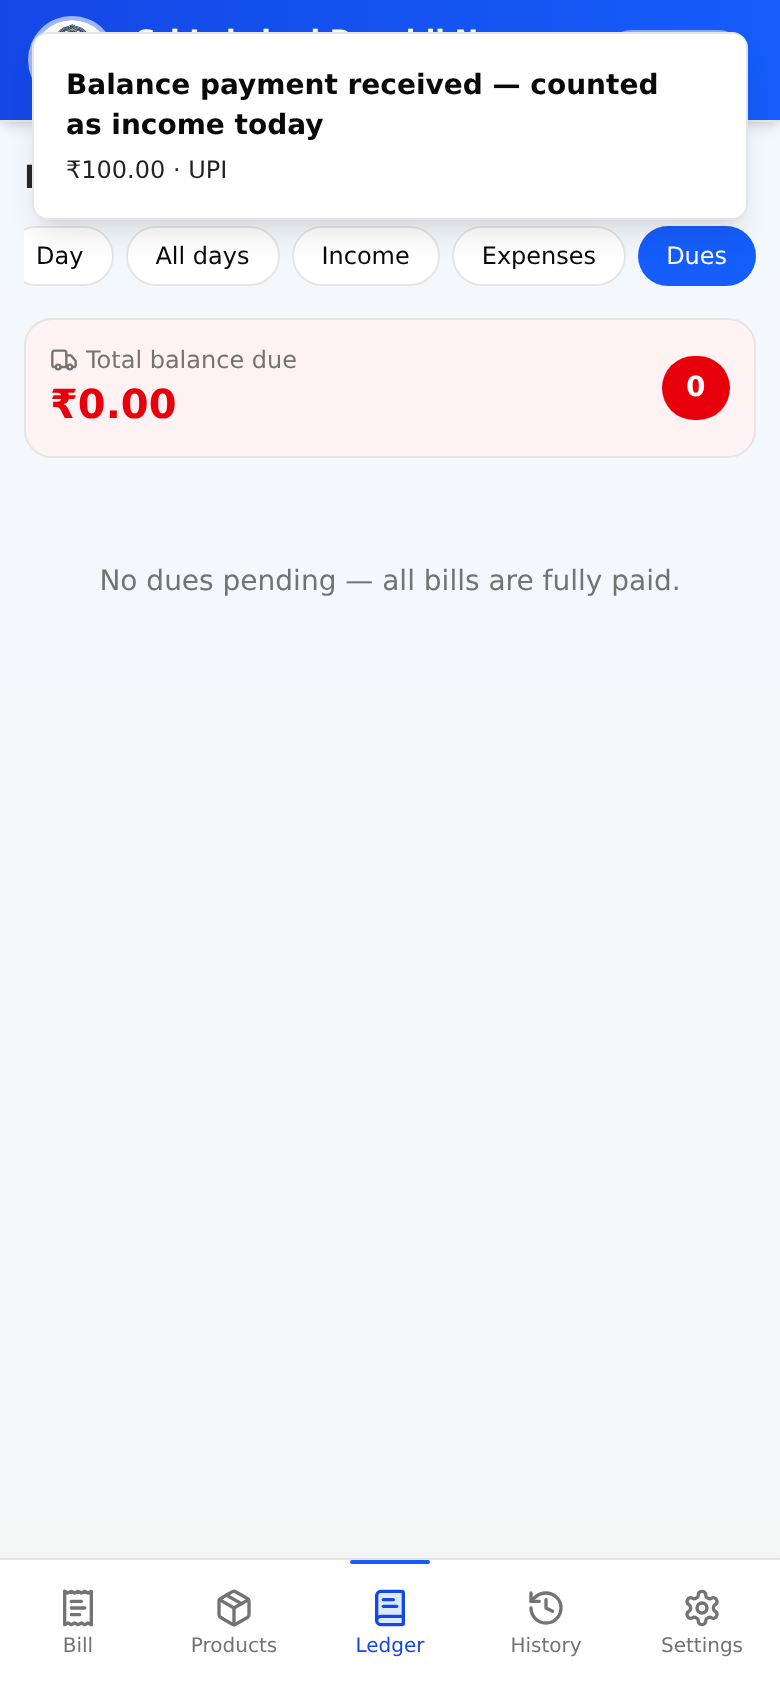 Balance payment received — counted
as income today
₹100.00 · UPI
Day
All days
Income
Expenses
Dues
Total balance due
₹0.00
0
No dues pending — all bills are fully paid.
Bill
Products
Ledger
History
Settings